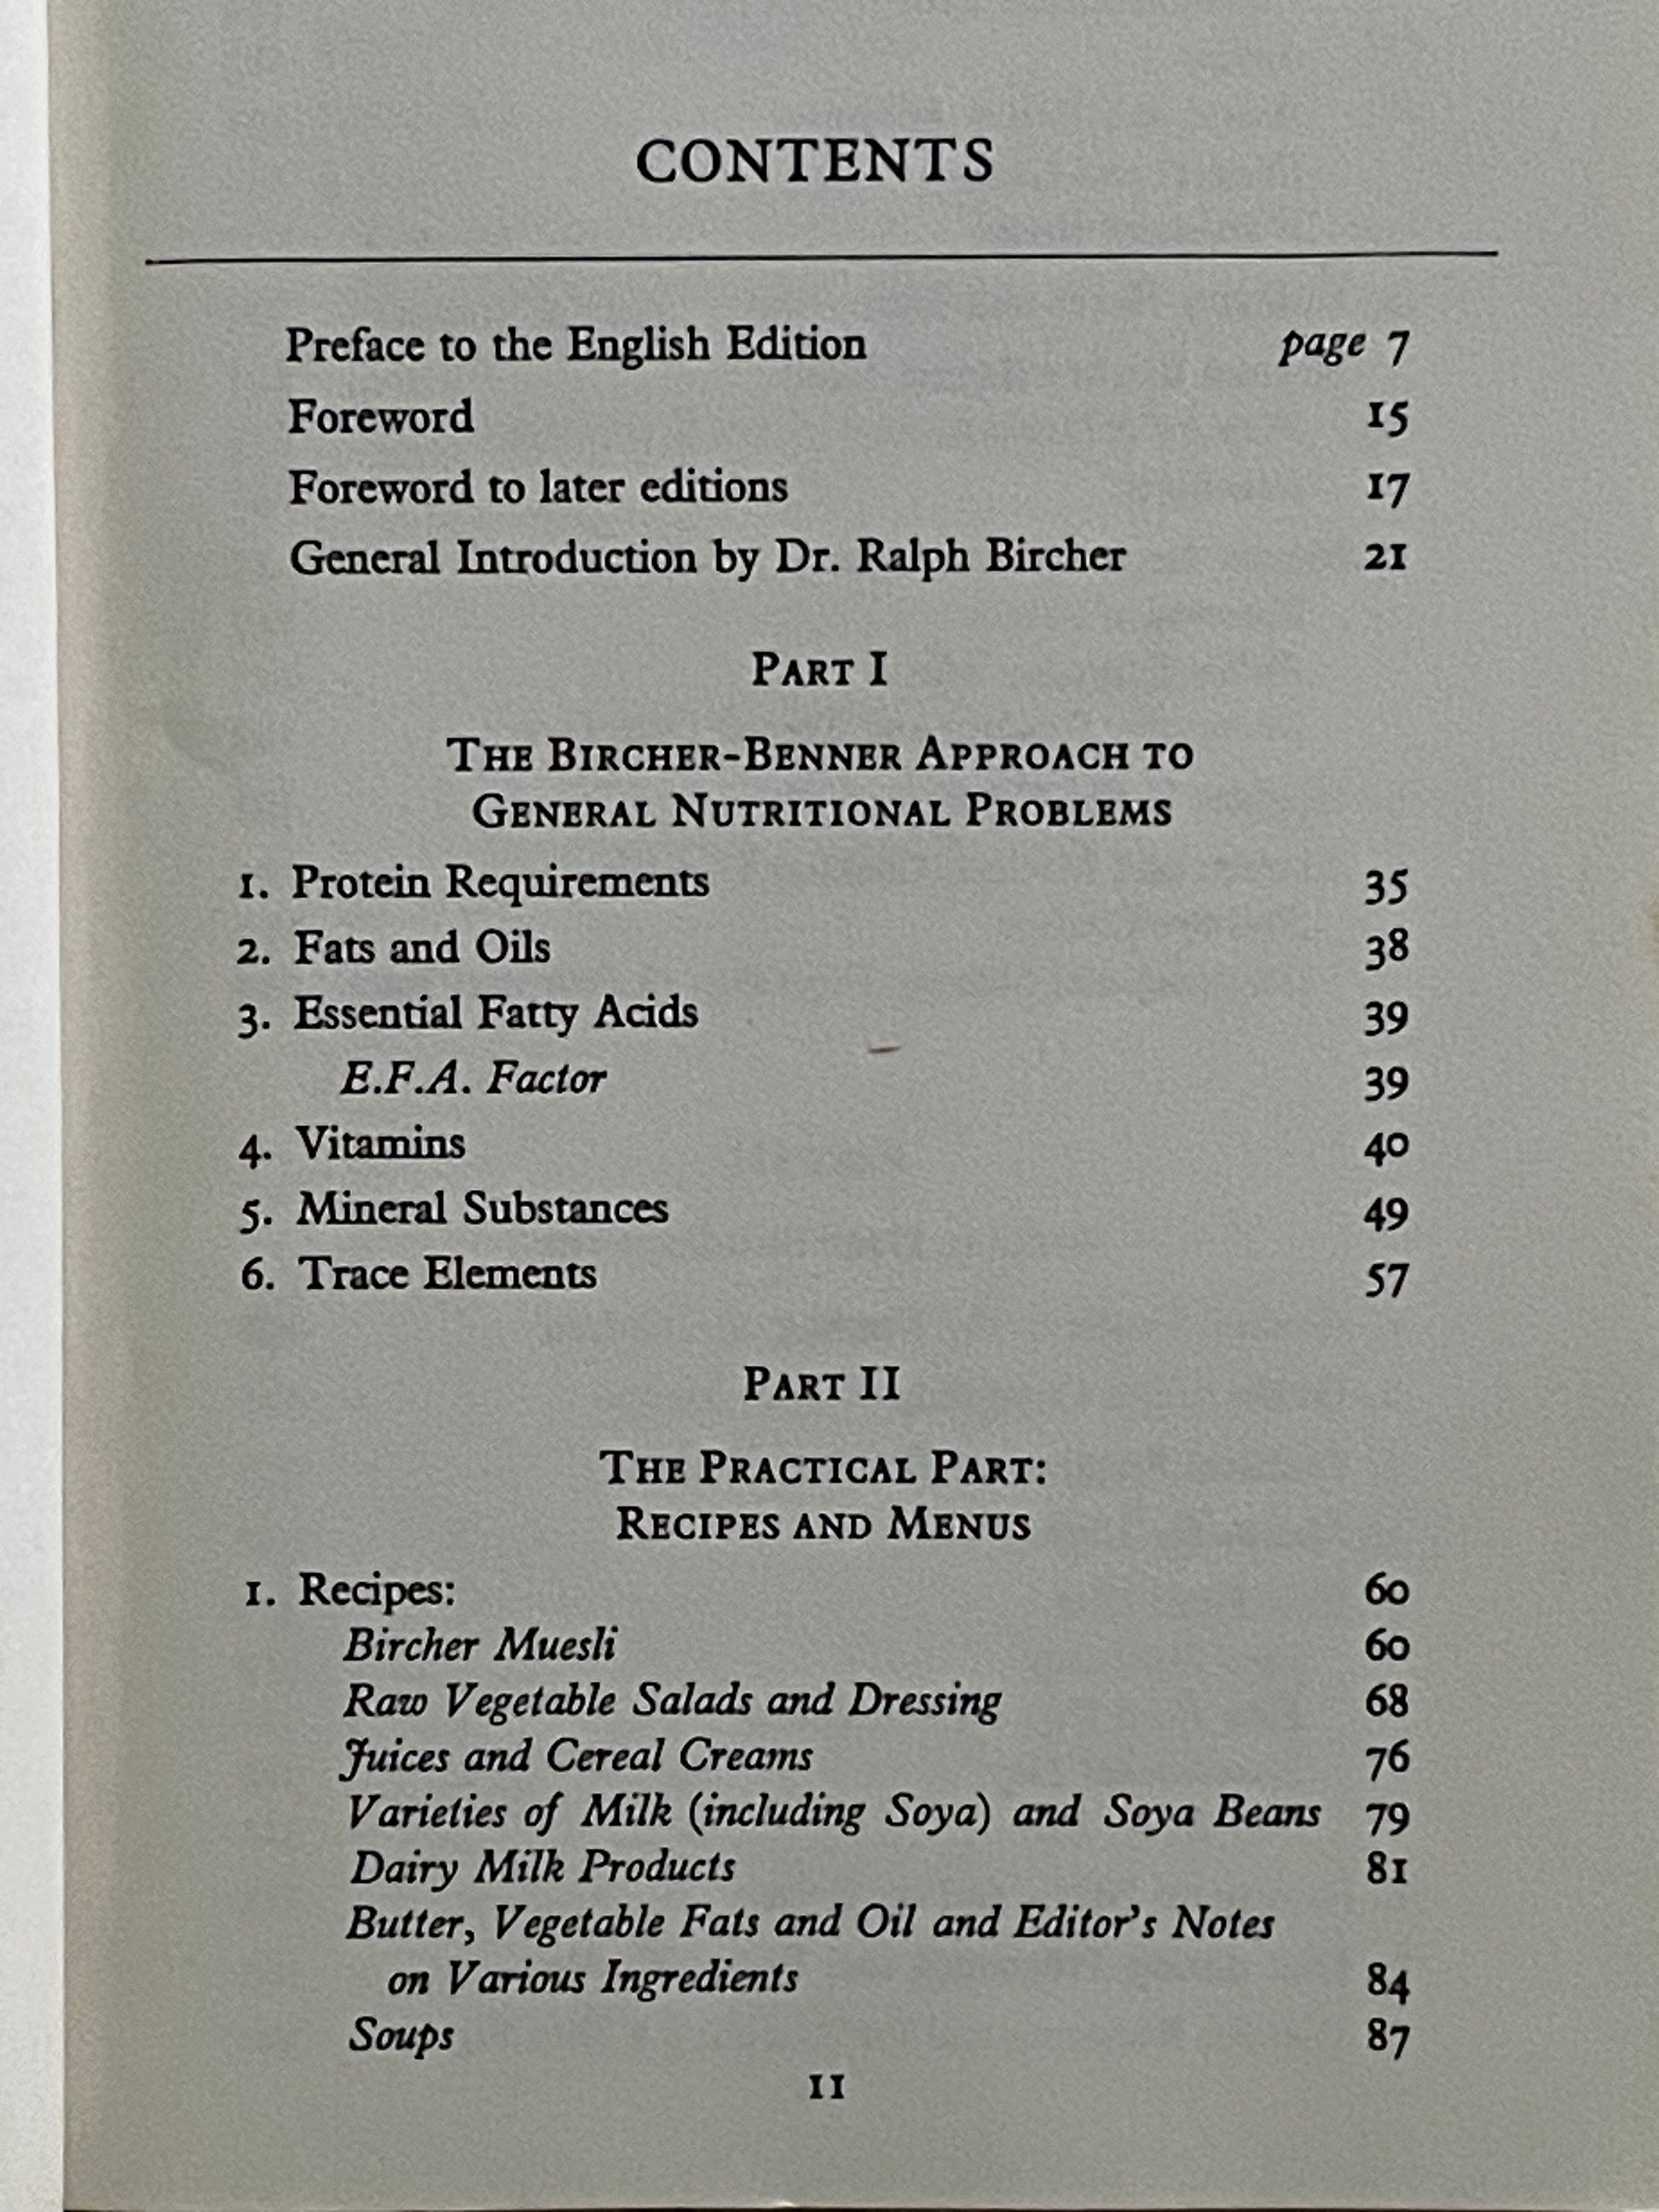 CONTENTS
Preface to the English Edition page 7
Foreword 15
Foreword to later editions 17
General Introduction by Dr. Ralph Bircher 21
PART I
THE BIRCHER-BENNER APPROACH TO
GENERAL NUTRITIONAL PROBLEMS
1. Protein Requirements 35
2. Fats and Oils 38
3. Essential Fatty Acids 39
E.F.A. Factor 39
4. Vitamins 40
5. Mineral Substances 49
6. Trace Elements 57
PART II
THE PRACTICAL PART:
RECIPES AND MENUS
1. Recipes: 60
Bircher Muesli 60
Raw Vegetable Salads and Dressing 68
Juices and Cereal Creams 76
Varieties of Milk (including Soya) and Soya Beans 79
Dairy Milk Products 81
Butter, Vegetable Fats and Oil and Editor's Notes
on Various Ingredients 84
Soups 87
11